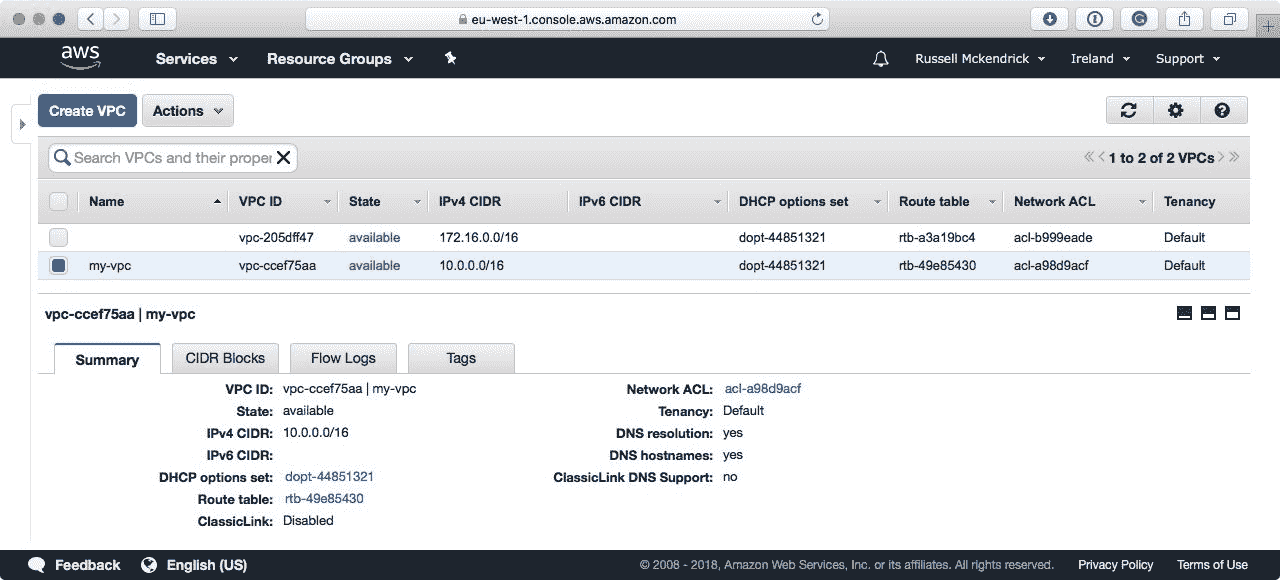 eu-west-1.console.aws.amazon.com
aws Services Resource Groups Russell Mckendrick Ireland Support
Create VPC Actions
Search VPCs and their proper 1 to 2 of 2 VPCs
Name VPC ID State IPv4 CIDR IPv6 CIDR DHCP options set Route table Network ACL Tenancy
vpc-205dff47 available 172.16.0.0/16 dopt-44851321 rtb-a3a19bc4 acl-b999eade Default
my-vpc vpc-ccef75aa available 10.0.0.0/16 dopt-44851321 rtb-49e85430 acl-a98d9acf Default
vpc-ccef75aa | my-vpc
Summary CIDR Blocks Flow Logs Tags
VPC ID: vpc-ccef75aa | my-vpc Network ACL: acl-a98d9acf
State: available Tenancy: Default
IPv4 CIDR: 10.0.0.0/16 DNS resolution: yes
IPv6 CIDR: DNS hostnames: yes
DHCP options set: dopt-44851321 ClassicLink DNS Support: no
Route table: rtb-49e85430
ClassicLink: Disabled
Feedback English (US) © 2008 - 2018, Amazon Web Services, Inc. or its affiliates. All rights reserved. Privacy Policy Terms of Use